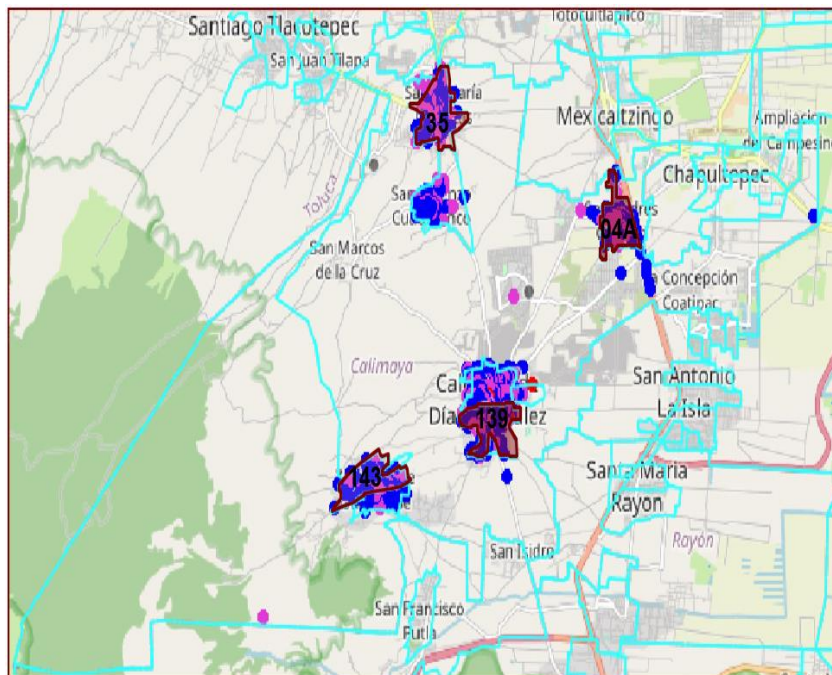 Santiago Tlacotepec
San Juan Tilapa
Mexicaltzingo
Ampliación
Chapultepec
35
Toluca
04A
San Marcos
de la Cruz
Concepción
Coatipac
Calimaya
San Antonio
La Isla
139
143
Santa María
Rayón
San Isidro
Rayón
San Francisco
Putla